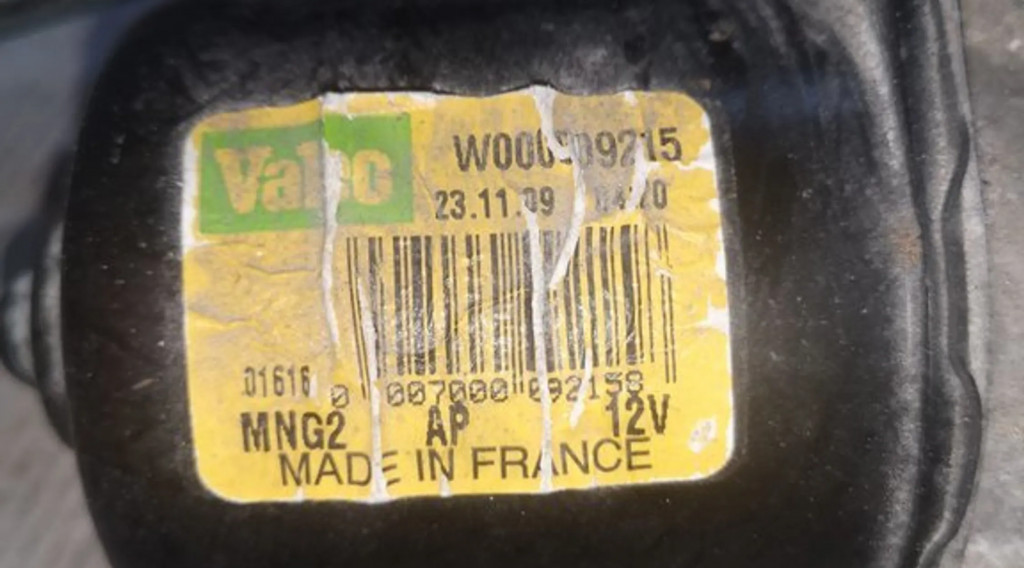 Valeo
23.11.09
01616
0 007000 092158
MNG2 AP 12V
MADE IN FRANCE